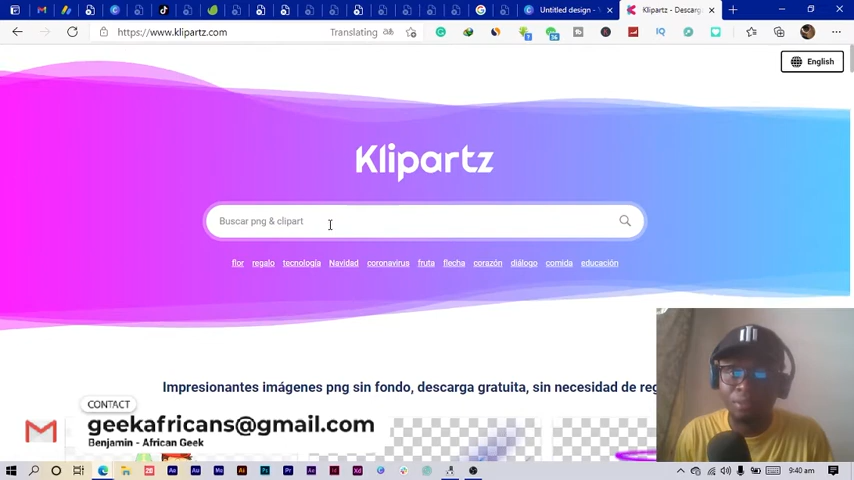 Untitled design -
Klipartz - Descarg
https://www.klipartz.com
Translating
English
Klipartz
Buscar png & clipart
flor regalo tecnología Navidad coronavirus fruta flecha corazón diálogo comida educación
Impresionantes imágenes png sin fondo, descarga gratuita, sin necesidad de reg
CONTACT
geekafricans@gmail.com
Benjamin - African Geek
9:40 am